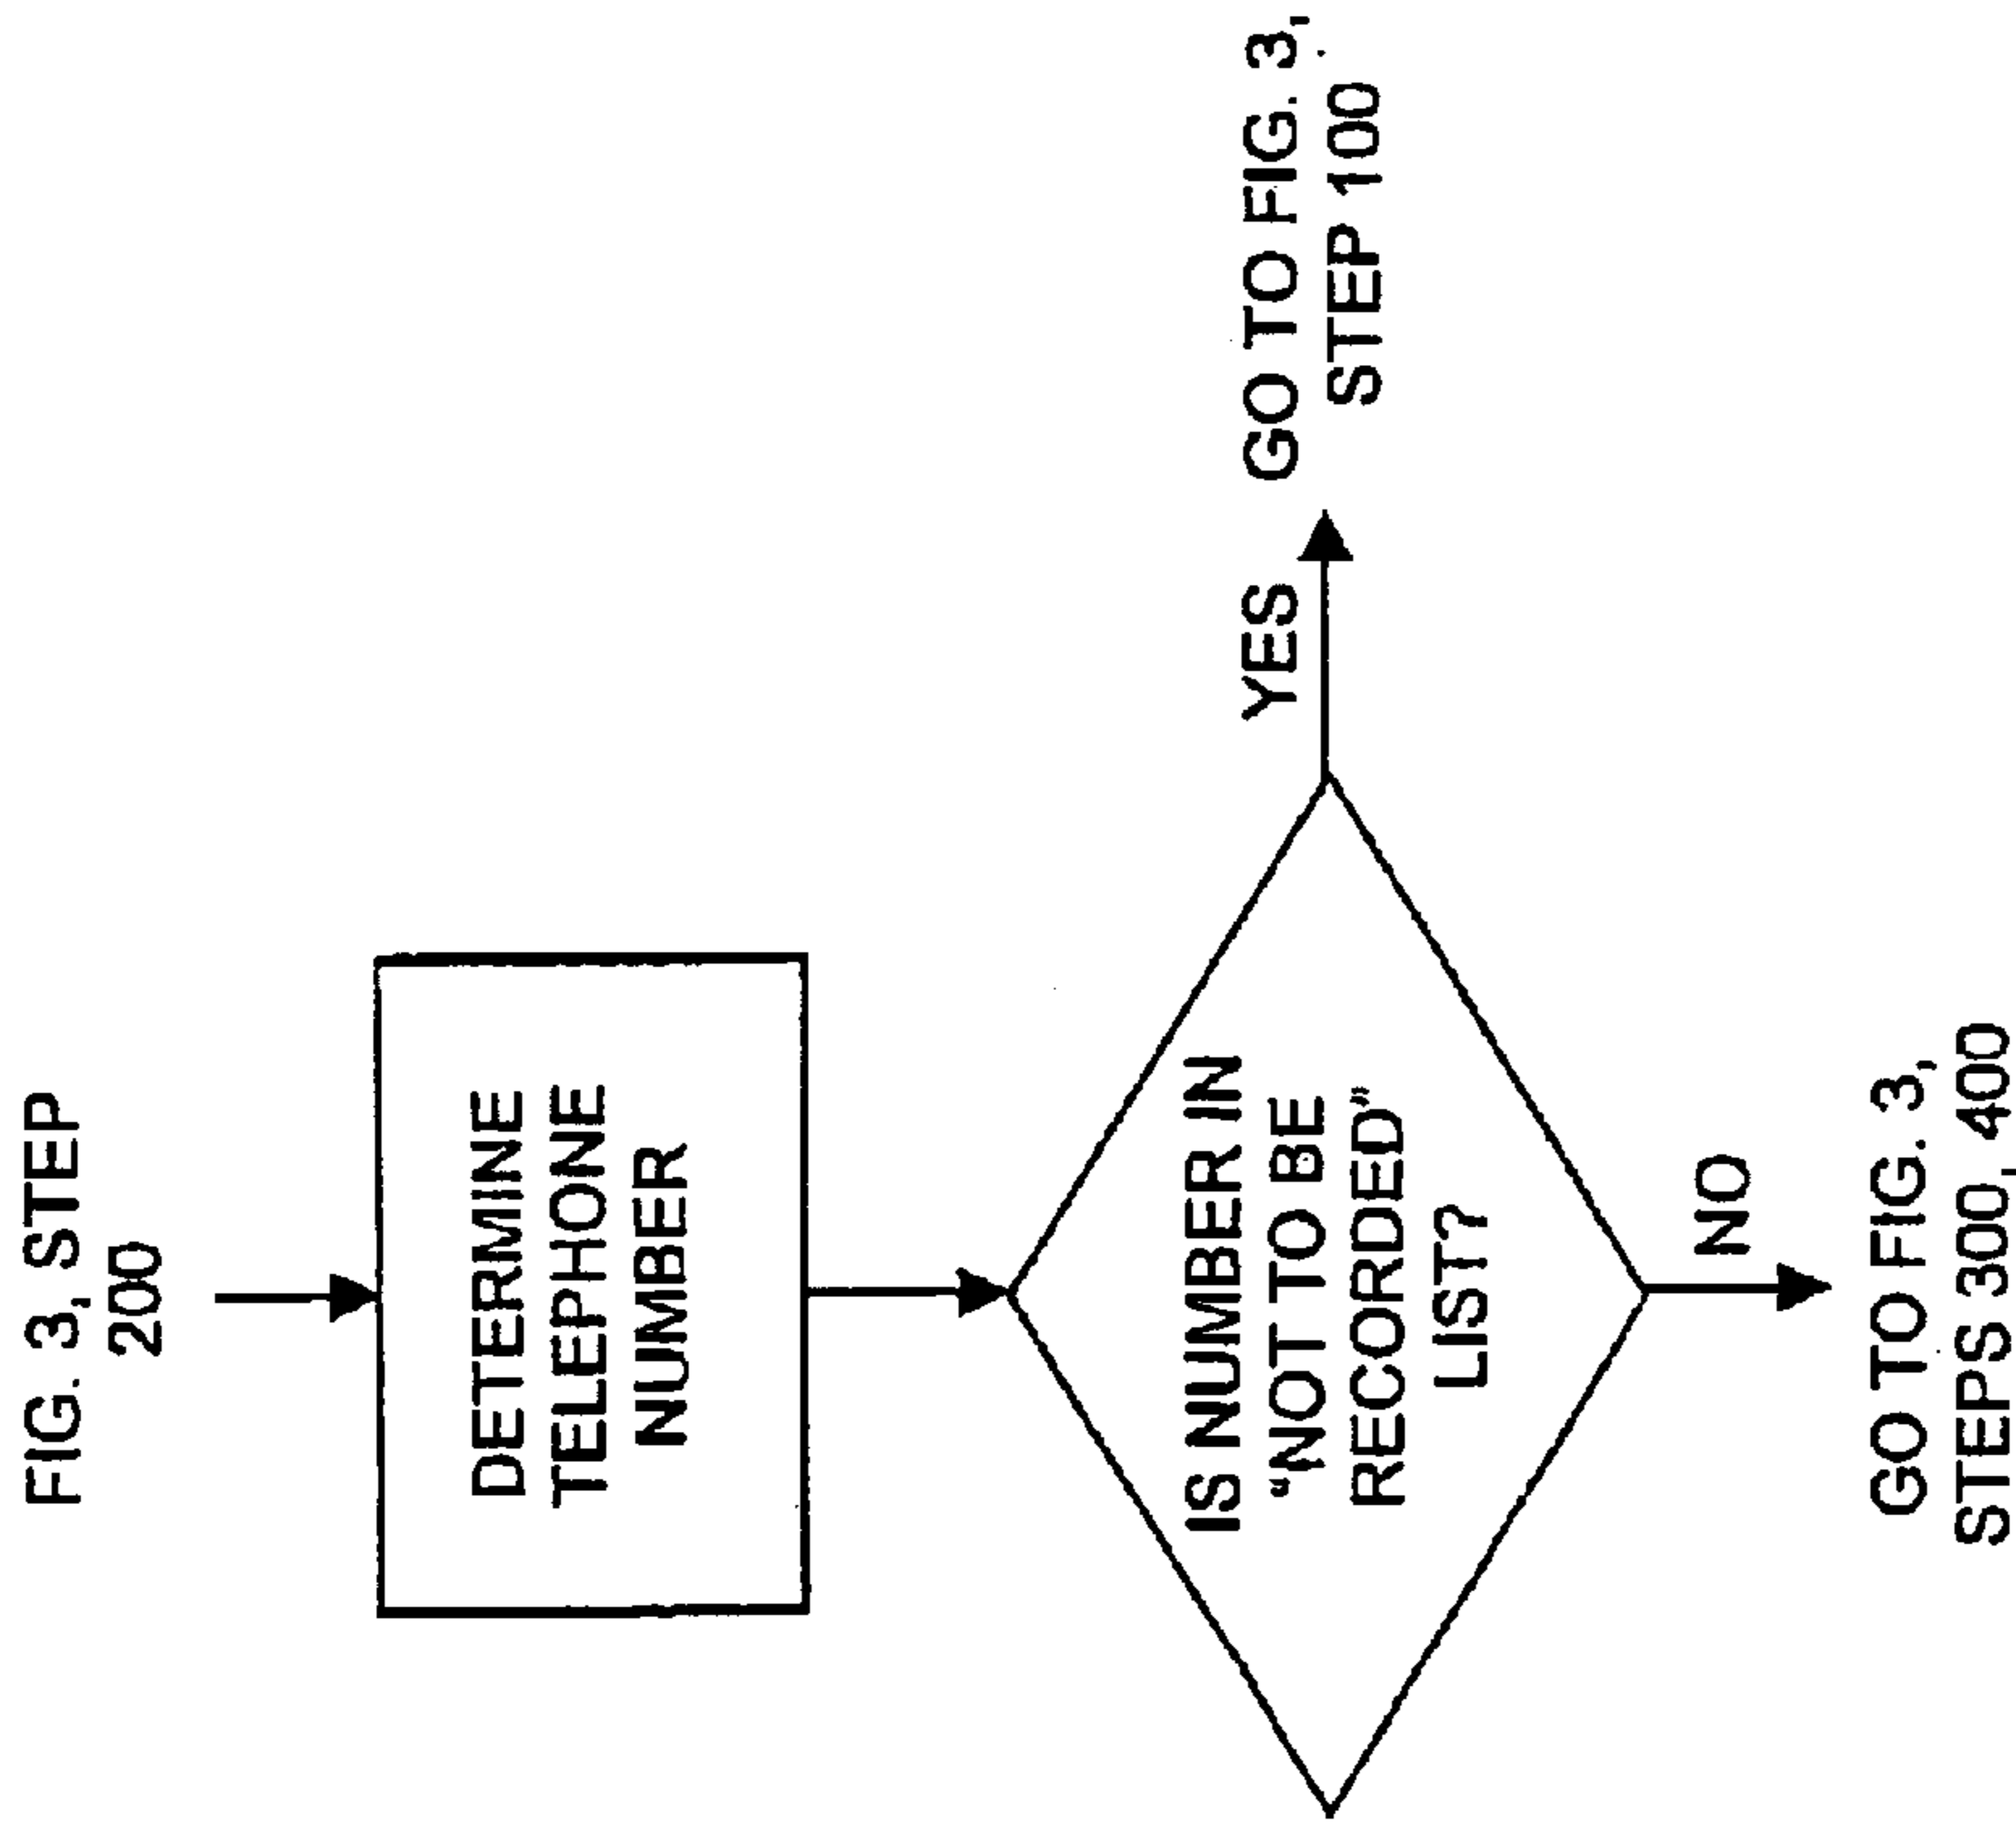 FIG. 3, STEP
200
DETERMINE
TELEPHONE
NUMBER
IS NUMBER IN
“NOT TO BE
RECORDED”
LIST?
YES
GO TO FIG. 3,
STEP 100
NO
GO TO FIG. 3,
STEPS 300, 400